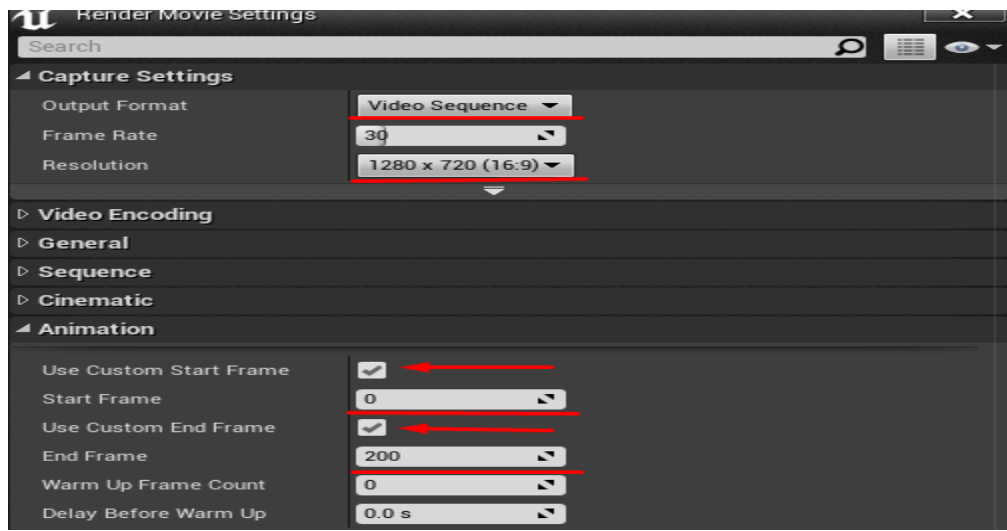 Render Movie Settings
Search
Capture Settings
Output Format Video Sequence
Frame Rate 30
Resolution 1280 x 720 (16:9)
Video Encoding
General
Sequence
Cinematic
Animation
Use Custom Start Frame
Start Frame 0
Use Custom End Frame
End Frame 200
Warm Up Frame Count 0
Delay Before Warm Up 0.0 s